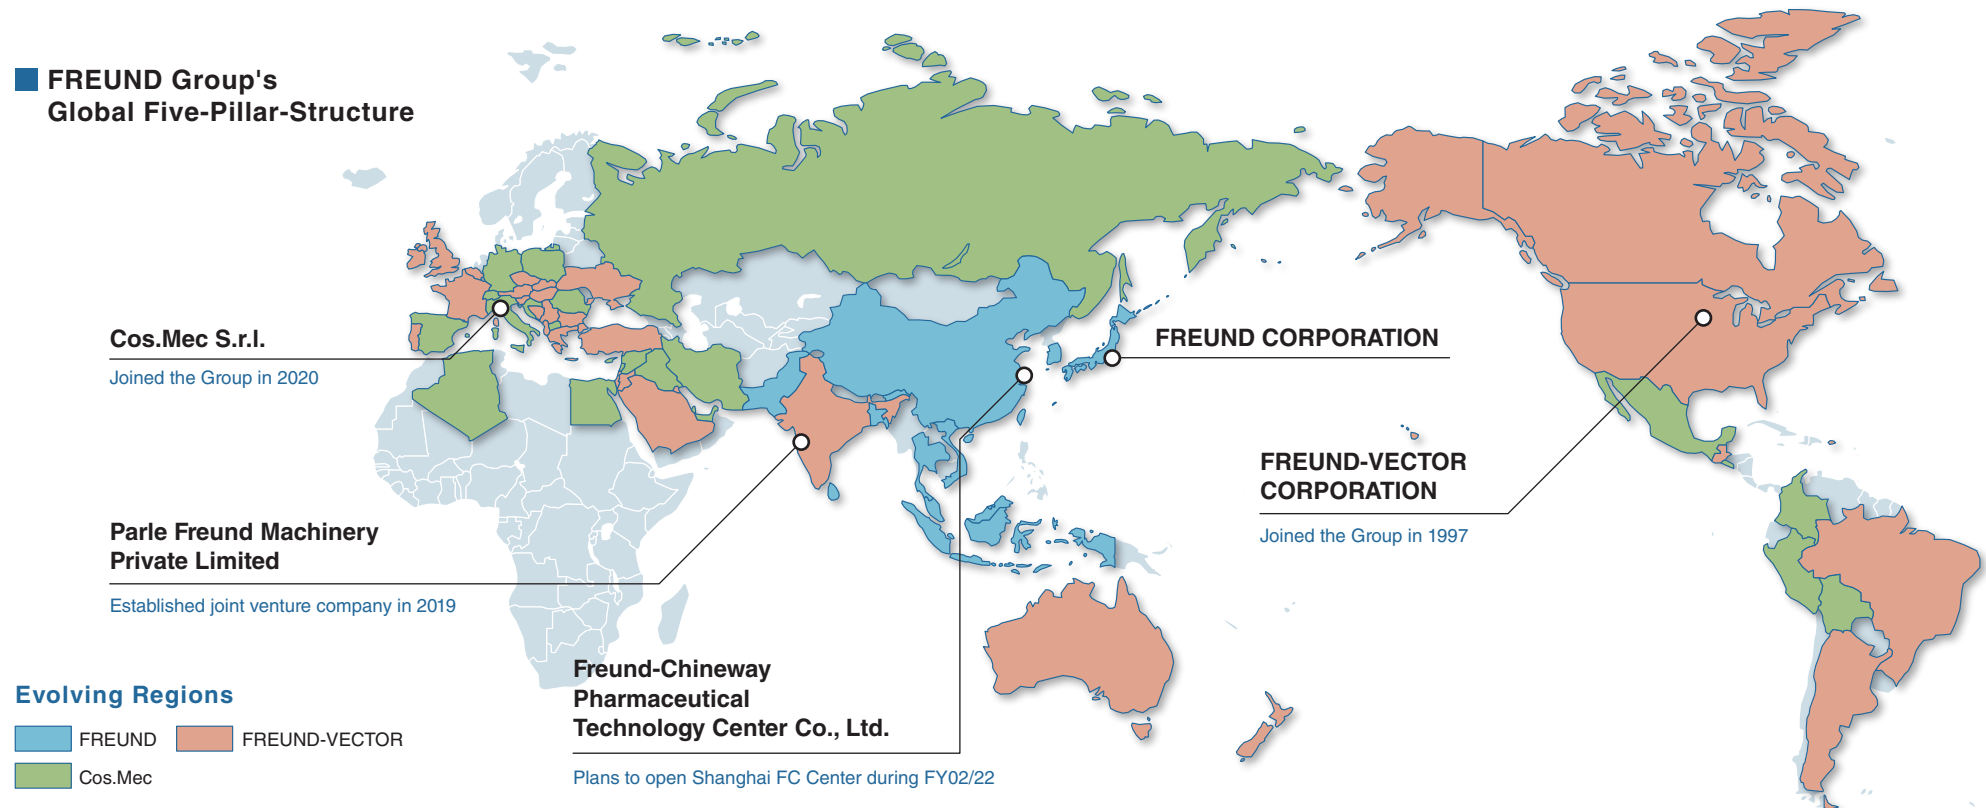 FREUND Group's
Global Five-Pillar-Structure
Cos.Mec S.r.l.
Joined the Group in 2020
FREUND CORPORATION
FREUND-VECTOR
CORPORATION
Joined the Group in 1997
Parle Freund Machinery
Private Limited
Established joint venture company in 2019
Freund-Chineway
Pharmaceutical
Technology Center Co., Ltd.
Plans to open Shanghai FC Center during FY02/22
Evolving Regions
FREUND
FREUND-VECTOR
Cos.Mec